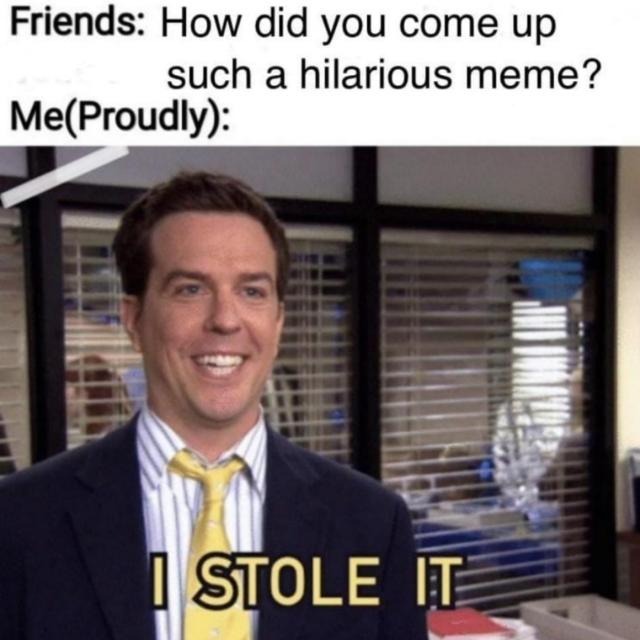 Friends: How did you come up
such a hilarious meme?
Me(Proudly):
I STOLE IT